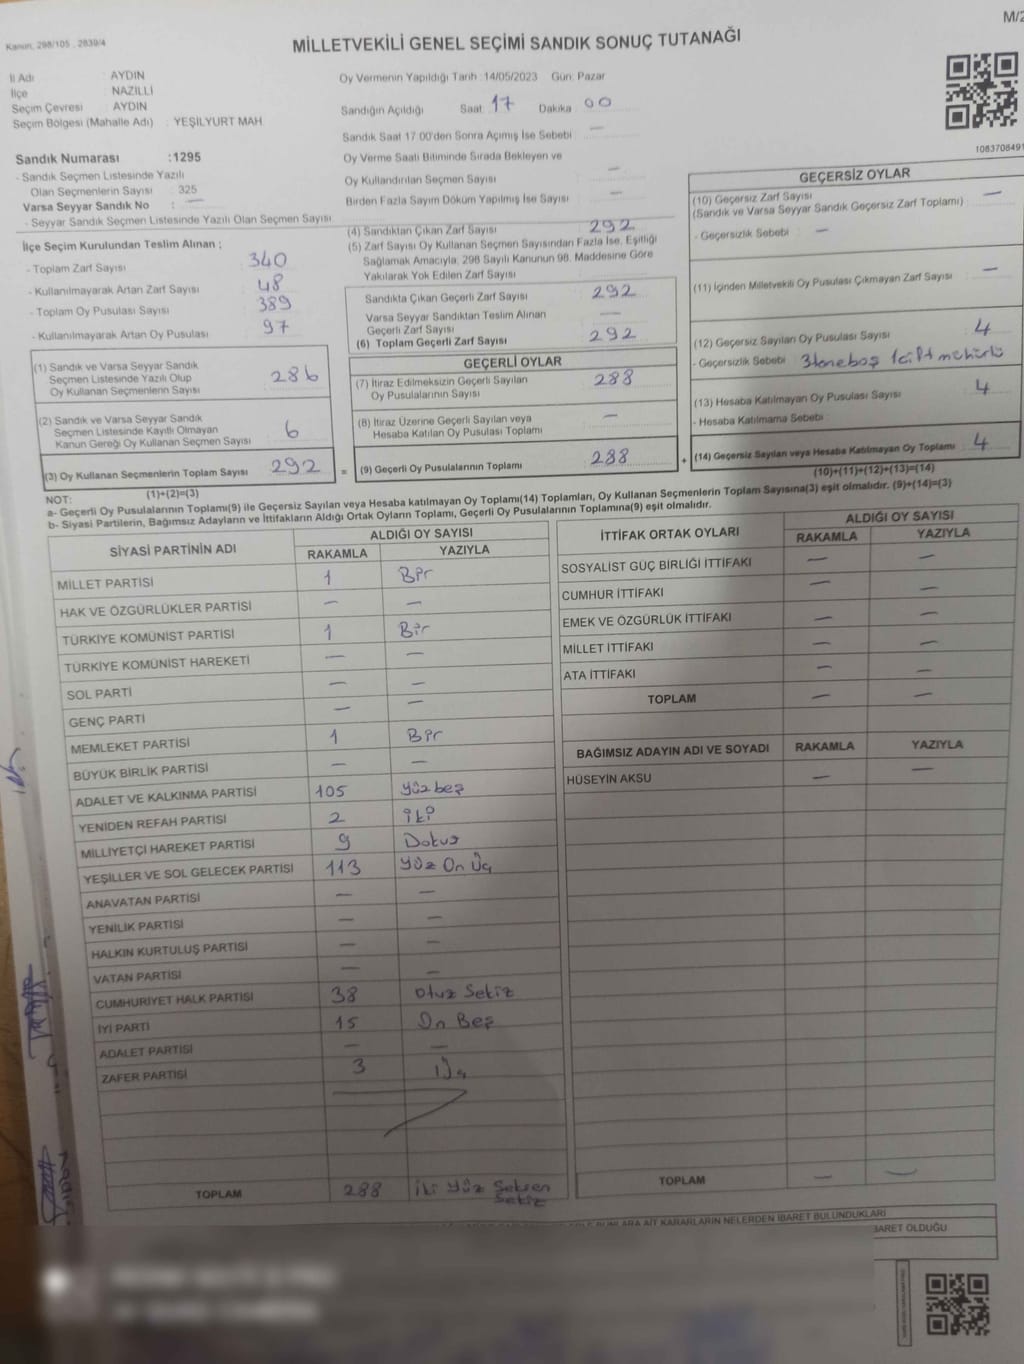 M/2
Kanun, 298/105 . 2839/4
MİLLETVEKİLİ GENEL SEÇİMİ SANDIK SONUÇ TUTANAĞI
İl Adı : AYDIN
İlçe : NAZİLLİ
Seçim Çevresi : AYDIN
Seçim Bölgesi (Mahalle Adı) : YEŞİLYURT MAH.
Sandık Numarası :1295
- Sandık Seçmen Listesinde Yazılı
Olan Seçmenlerin Sayısı : 325
Varsa Seyyar Sandık No : —
- Seyyar Sandık Seçmen Listesinde Yazılı Olan Seçmen Sayısı
Oy Vermenin Yapıldığı Tarih :14/05/2023 Gün: Pazar
Sandığın Açıldığı Saat : 17 Dakika : 00
Sandık Saat 17.00'den Sonra Açımış İse Sebebi : —
Oy Verme Saati Bitiminde Sırada Bekleyen ve
Oy Kullandırılan Seçmen Sayısı : —
Birden Fazla Sayım Döküm Yapılmış İse Sayısı : —
1083708491
İlçe Seçim Kurulundan Teslim Alınan ;
- Toplam Zarf Sayısı : 340
- Kullanılmayarak Artan Zarf Sayısı : 48
- Toplam Oy Pusulası Sayısı : 389
- Kullanılmayarak Artan Oy Pusulası : 97
(1) Sandık ve Varsa Seyyar Sandık
Seçmen Listesinde Yazılı Olup
Oy Kullanan Seçmenlerin Sayısı : 286
(2) Sandık ve Varsa Seyyar Sandık
Seçmen Listesinde Kayıtlı Olmayan
Kanun Gereği Oy Kullanan Seçmen Sayısı : 6
(3) Oy Kullanan Seçmenlerin Toplam Sayısı : 292 =
(1)+(2)=(3)
(4) Sandıktan Çıkan Zarf Sayısı : 292
(5) Zarf Sayısı Oy Kullanan Seçmen Sayısından Fazla İse, Eşitliği
Sağlamak Amacıyla, 298 Sayılı Kanunun 98. Maddesine Göre
Yakılarak Yok Edilen Zarf Sayısı : —
Sandıkta Çıkan Geçerli Zarf Sayısı : 292
Varsa Seyyar Sandıktan Teslim Alınan
Geçerli Zarf Sayısı : —
(6) Toplam Geçerli Zarf Sayısı : 292
GEÇERLİ OYLAR
(7) İtiraz Edilmeksizin Geçerli Sayılan
Oy Pusulalarının Sayısı : 288
(8) İtiraz Üzerine Geçerli Sayılan veya
Hesaba Katılan Oy Pusulası Toplamı : —
(9) Geçerli Oy Pusulalarının Toplamı : 288 +
GEÇERSİZ OYLAR
(10) Geçersiz Zarf Sayısı : —
(Sandık ve Varsa Seyyar Sandık Geçersiz Zarf Toplamı)
- Geçersizlik Sebebi : —
(11) İçinden Milletvekili Oy Pusulası Çıkmayan Zarf Sayısı : —
(12) Geçersiz Sayılan Oy Pusulası Sayısı : 4
- Geçersizlik Sebebi : 3 taneboş 1 çift mühürlü
(13) Hesaba Katılmayan Oy Pusulası Sayısı : 4
- Hesaba Katılmama Sebebi :
(14) Geçersiz Sayılan veya Hesaba Katılmayan Oy Toplamı : 4
(10)+(11)+(12)+(13)=(14)
NOT:
a- Geçerli Oy Pusulalarının Toplamı(9) ile Geçersiz Sayılan veya Hesaba katılmayan Oy Toplamı(14) Toplamları, Oy Kullanan Seçmenlerin Toplam Sayısına(3) eşit olmalıdır. (9)+(14)=(3)
b- Siyasi Partilerin, Bağımsız Adayların ve İttifakların Aldığı Ortak Oyların Toplamı, Geçerli Oy Pusulalarının Toplamına(9) eşit olmalıdır.
SİYASİ PARTİNİN ADI ALDIĞI OY SAYISI
RAKAMLA YAZIYLA
MİLLET PARTİSİ 1 Bir
HAK VE ÖZGÜRLÜKLER PARTİSİ — —
TÜRKİYE KOMÜNİST PARTİSİ 1 Bir
TÜRKİYE KOMÜNİST HAREKETİ — —
SOL PARTİ — —
GENÇ PARTİ — —
MEMLEKET PARTİSİ 1 Bir
BÜYÜK BİRLİK PARTİSİ — —
ADALET VE KALKINMA PARTİSİ 105 Yüzbeş
YENİDEN REFAH PARTİSİ 2 İki
MİLLİYETÇİ HAREKET PARTİSİ 9 Dokuz
YEŞİLLER VE SOL GELECEK PARTİSİ 113 Yüz On Üç
ANAVATAN PARTİSİ — —
YENİLİK PARTİSİ — —
HALKIN KURTULUŞ PARTİSİ — —
VATAN PARTİSİ — —
CUMHURİYET HALK PARTİSİ 38 Otuz Sekiz
İYİ PARTİ 15 On Beş
ADALET PARTİSİ — —
ZAFER PARTİSİ 3 Üç
TOPLAM 288 İki Yüz Seksen
Sekiz
İTTİFAK ORTAK OYLARI ALDIĞI OY SAYISI
RAKAMLA YAZIYLA
SOSYALİST GÜÇ BİRLİĞİ İTTİFAKI — —
CUMHUR İTTİFAKI — —
EMEK VE ÖZGÜRLÜK İTTİFAKI — —
MİLLET İTTİFAKI — —
ATA İTTİFAKI — —
TOPLAM — —
BAĞIMSIZ ADAYIN ADI VE SOYADI RAKAMLA YAZIYLA
HÜSEYİN AKSU — —
TOPLAM — —
BUNLARA AİT KARARLARIN NELERDEN İBARET BULUNDUKLARI
İBARET OLDUĞU